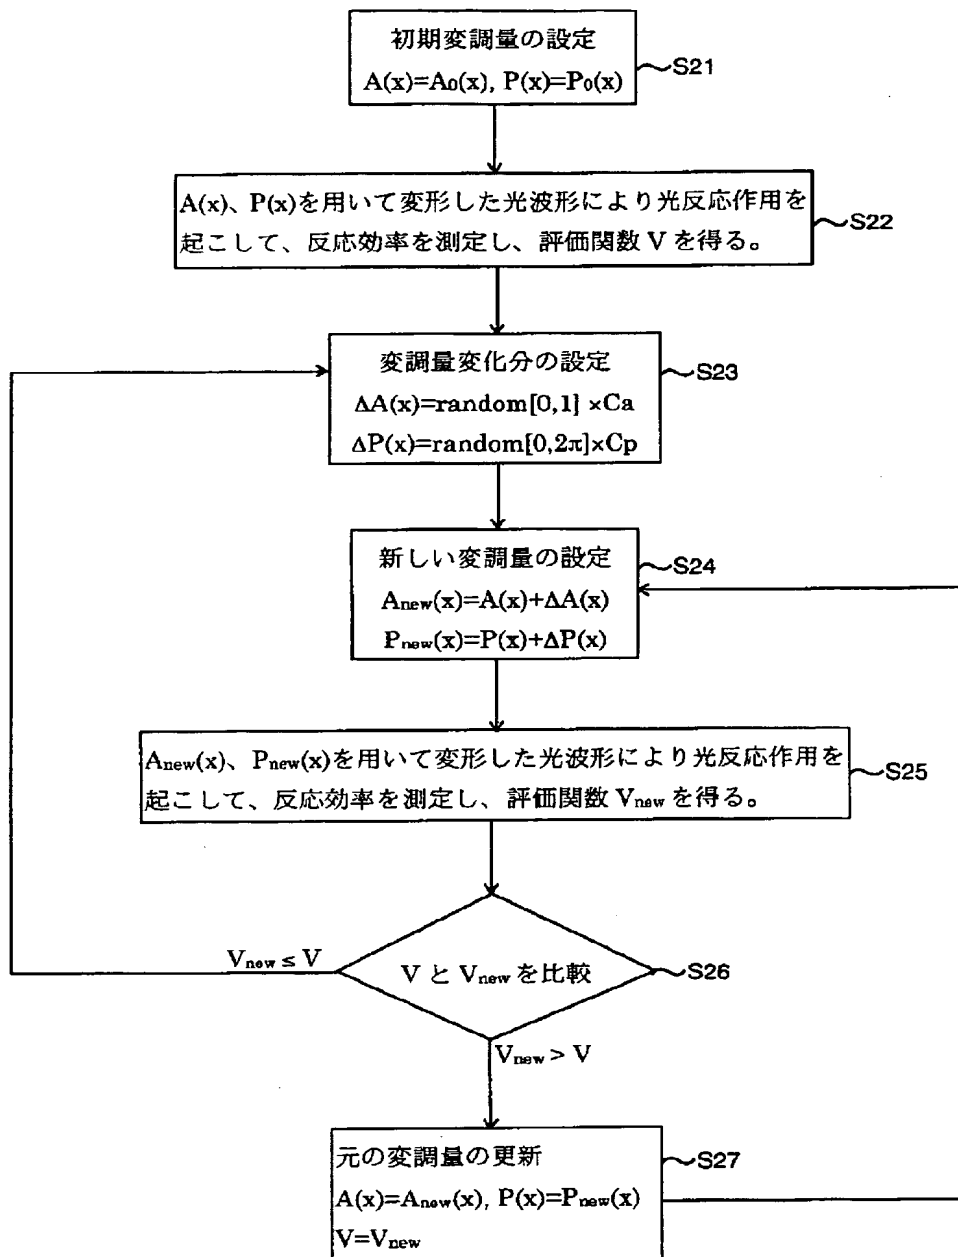 初期変調量の設定
A(x)=A₀(x), P(x)=P₀(x)
S21
A(x)、P(x)を用いて変形した光波形により光反応作用を
起こして、反応効率を測定し、評価関数 V を得る。
S22
変調量変化分の設定
ΔA(x)=random[0,1] ×Ca
ΔP(x)=random[0,2π]×Cp
S23
新しい変調量の設定
Anew(x)=A(x)+ΔA(x)
Pnew(x)=P(x)+ΔP(x)
S24
Anew(x)、Pnew(x)を用いて変形した光波形により光反応作用を
起こして、反応効率を測定し、評価関数 Vnew を得る。
S25
Vnew ≤ V
V と Vnew を比較
S26
Vnew > V
元の変調量の更新
A(x)=Anew(x), P(x)=Pnew(x)
V=Vnew
S27